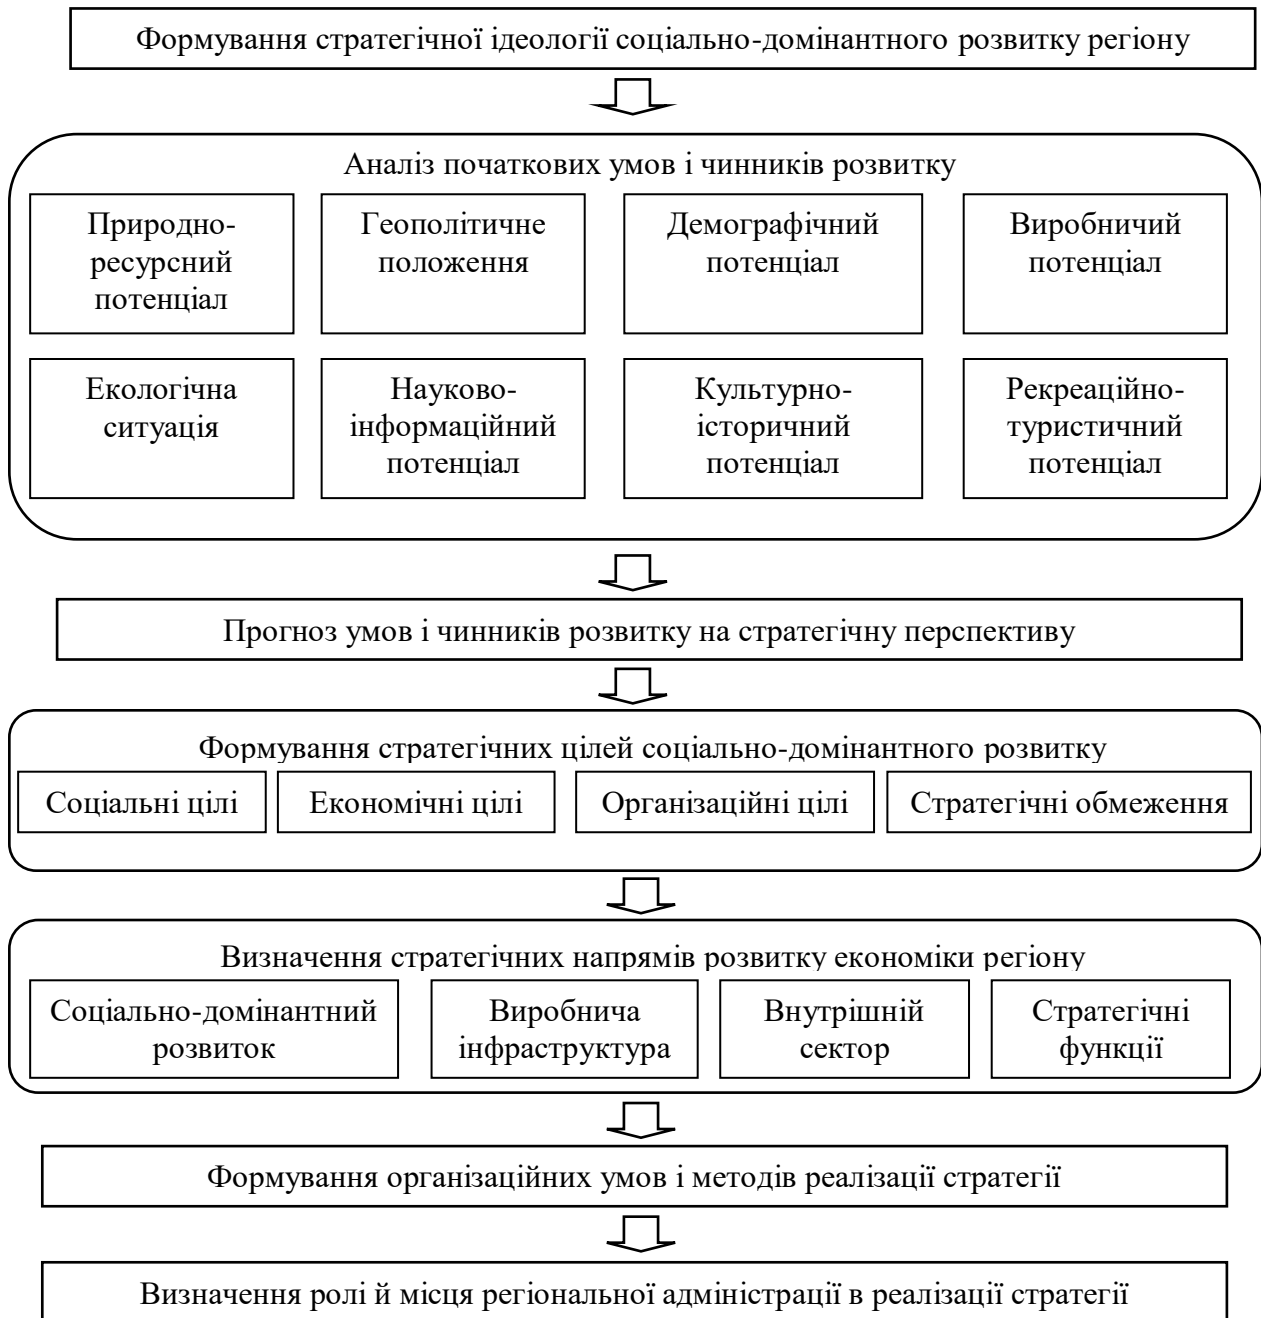 Формування стратегічної ідеології соціально-домінантного розвитку регіону
Аналіз початкових умов і чинників розвитку
Природно-
ресурсний
потенціал
Геополітичне
положення
Демографічний
потенціал
Виробничий
потенціал
Екологічна
ситуація
Науково-
інформаційний
потенціал
Культурно-
історичний
потенціал
Рекреаційно-
туристичний
потенціал
Прогноз умов і чинників розвитку на стратегічну перспективу
Формування стратегічних цілей соціально-домінантного розвитку
Соціальні цілі
Економічні цілі
Організаційні цілі
Стратегічні обмеження
Визначення стратегічних напрямів розвитку економіки регіону
Соціально-домінантний
розвиток
Виробнича
інфраструктура
Внутрішній
сектор
Стратегічні
функції
Формування організаційних умов і методів реалізації стратегії
Визначення ролі й місця регіональної адміністрації в реалізації стратегії